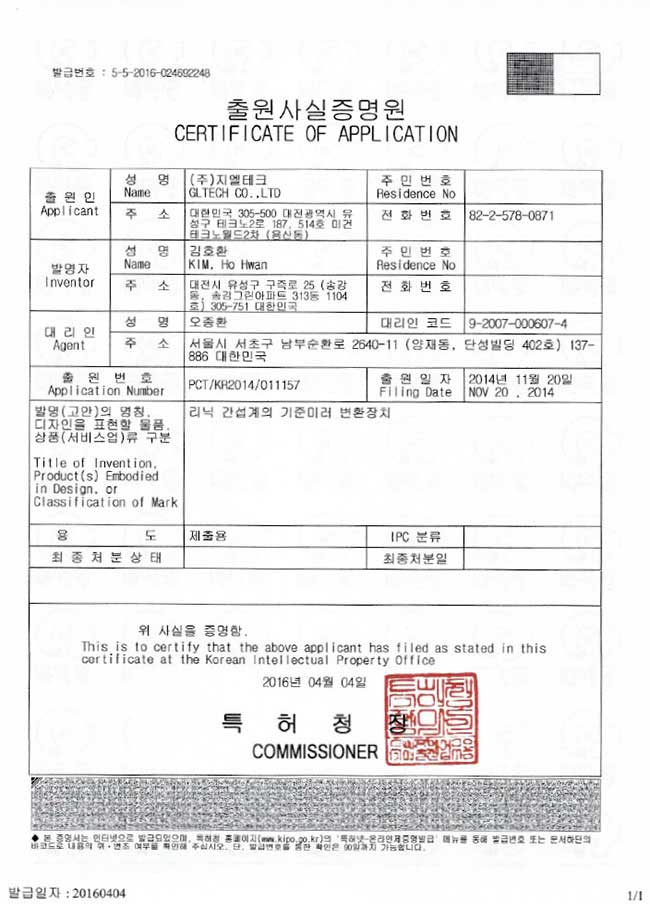 발급번호 : 5-5-2016-024692248
출원사실증명원
CERTIFICATE OF APPLICATION
출 원 인
Applicant
성 명
Name
(주)지엘테크
GLTECH CO.,LTD
주 민 번 호
Residence No
주 소
대한민국 305-500 대전광역시 유
성구 테크노2로 187, 514호 미건
테크노월드2차 (용산동)
전 화 번 호
82-2-578-0871
발명자
Inventor
성 명
Name
김호환
KIM, Ho Hwan
주 민 번 호
Residence No
주 소
대전시 유성구 구즉로 25 (송강
동, 송강그린아파트 313동 1104
호) 305-751 대한민국
전 화 번 호
대 리 인
Agent
성 명
오종환
대리인 코드
9-2007-000607-4
주 소
서울시 서초구 남부순환로 2640-11 (양재동, 단성빌딩 402호) 137-
886 대한민국
출 원 번 호
Application Number
PCT/KR2014/011157
출 원 일 자
Filing Date
2014년 11월 20일
NOV 20 , 2014
발명(고안)의 명칭,
디자인을 표현할 물품,
상품(서비스업)류 구분
Title of Invention,
Product(s) Embodied
in Design, or
Classification of Mark
리닉 간섭계의 기준미러 변환장치
용 도
제출용
IPC 분류
최 종 처 분 상 태
최종처분일
위 사실을 증명함.
This is to certify that the above applicant has filed as stated in this
certificate at the Korean Intellectual Property Office
2016년 04월 04일
특 허 청 장
COMMISSIONER
◆ 본 증명서는 인터넷으로 발급되었으며, 특허청 홈페이지(www.kipo.go.kr)의 '특허넷-온라인제증명발급' 메뉴를 통해 발급번호 또는 문서하단의
바코드로 내용의 위·변조 여부를 확인해 주십시오. 단, 발급번호를 통한 확인은 90일까지 가능합니다.
발급일자 : 20160404
1/1